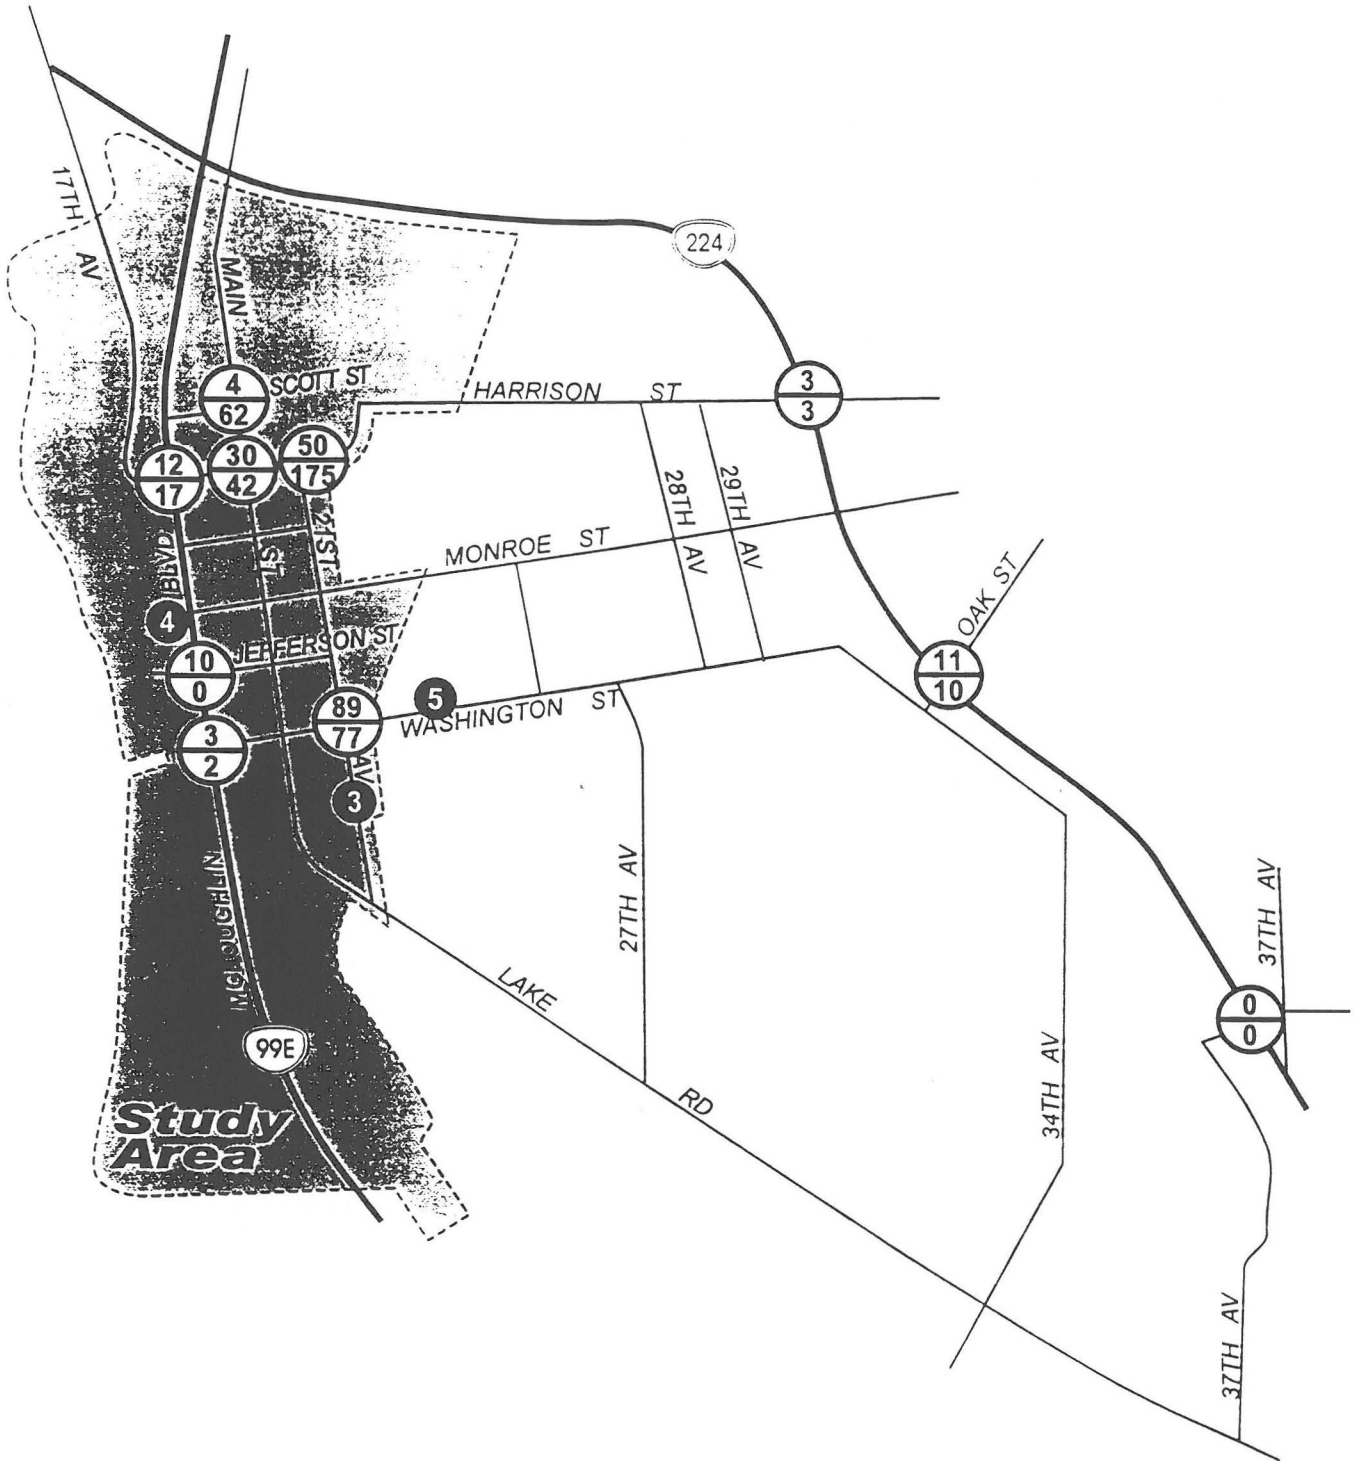 17TH
AV
MAIN
224
4
62
SCOTT ST
HARRISON ST
3
3
12
17
30
42
50
175
28TH
AV
29TH
AV
BLVD
ST
21ST
MONROE ST
OAK ST
4
JEFFERSON ST
10
0
11
10
5
89
77
WASHINGTON ST
3
2
AV
3
MCLOUGHLIN
27TH AV
37TH AV
LAKE
RD
0
0
99E
34TH AV
Study
Area
37TH AV